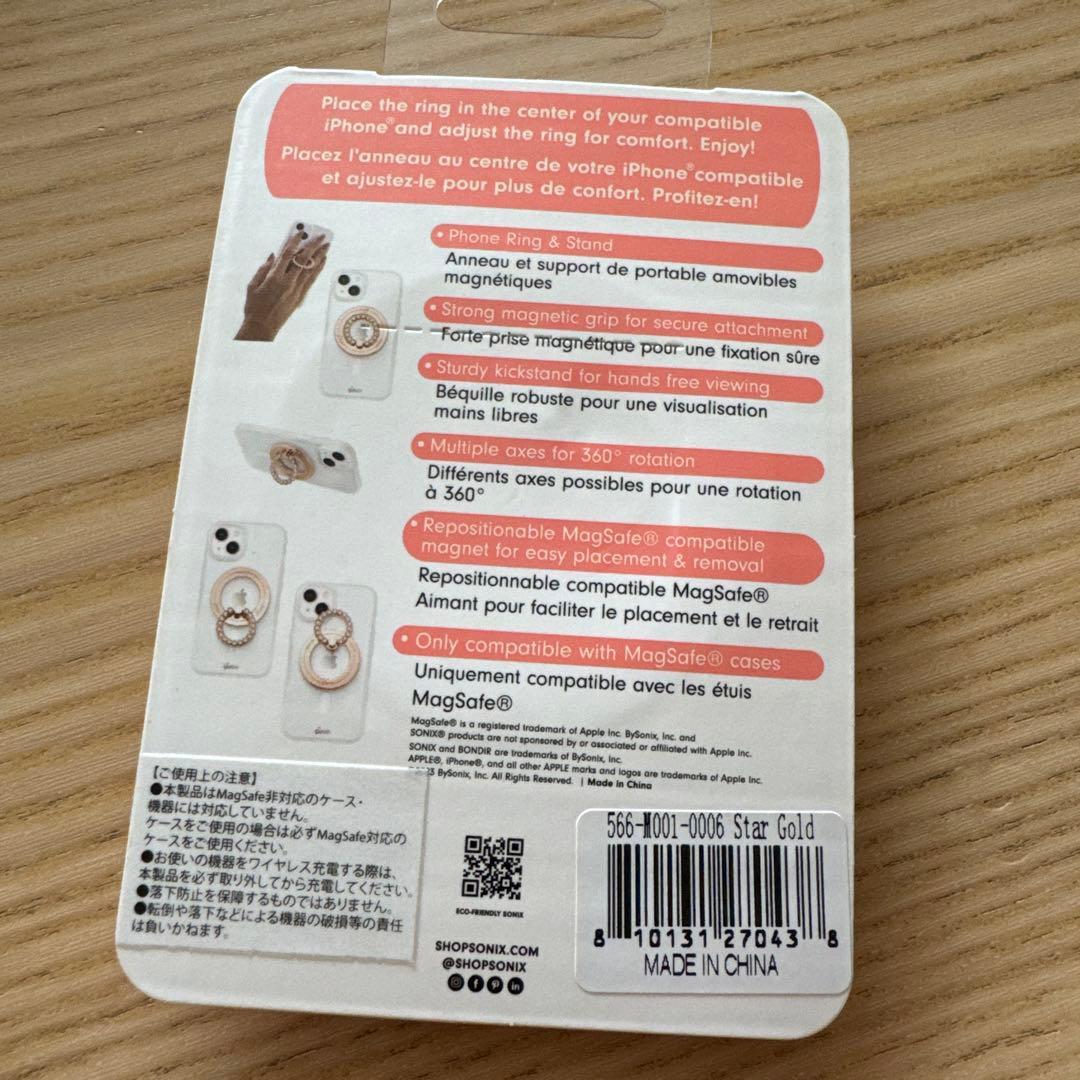 Place the ring in the center of your compatible
iPhone® and adjust the ring for comfort. Enjoy!
Placez l'anneau au centre de votre iPhone® compatible
et ajustez-le pour plus de confort. Profitez-en!
• Phone Ring & Stand
Anneau et support de portable amovibles
magnétiques
• Strong magnetic grip for secure attachment
Forte prise magnétique pour une fixation sûre
• Sturdy kickstand for hands free viewing
Béquille robuste pour une visualisation
mains libres
• Multiple axes for 360° rotation
Différents axes possibles pour une rotation
à 360°
• Repositionable MagSafe® compatible
magnet for easy placement & removal
Repositionnable compatible MagSafe®
Aimant pour faciliter le placement et le retrait
• Only compatible with MagSafe® cases
Uniquement compatible avec les étuis
MagSafe®
MagSafe® is a registered trademark of Apple Inc. BySonix, Inc. and
SONIX® products are not sponsored by or associated or affiliated with Apple Inc.
SONIX and BONDIR are trademarks of BySonix, Inc.
APPLE®, iPhone®, and all other APPLE marks and logos are trademarks of Apple Inc.
BySonix, Inc. All Rights Reserved. | Made in China
【ご使用上の注意】
●本製品はMagSafe非対応のケース・
機器には対応していません。
ケースをご使用の場合は必ずMagSafe対応の
ケースをご使用ください。
●お使いの機器をワイヤレス充電する際は、
本製品を必ず取り外してから充電してください。
●落下防止を保障するものではありません。
●転倒や落下などによる機器の破損等の責任
は負いかねます。
ECO-FRIENDLY SONIX
SHOPSONIX.COM
@SHOPSONIX
566-M001-0006 Star Gold
8 10131 27043 8
MADE IN CHINA